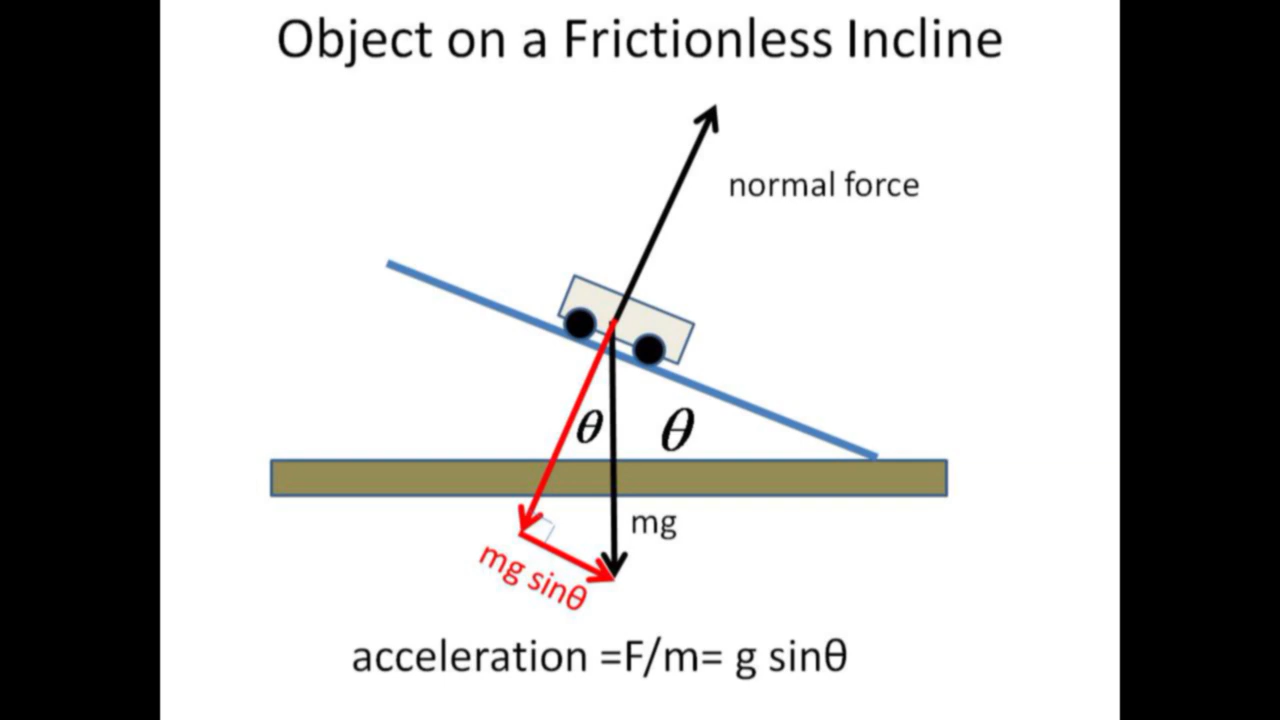 Object on a Frictionless Incline
normal force
θ
θ
mg
mg sinθ
acceleration =F/m= g sinθ